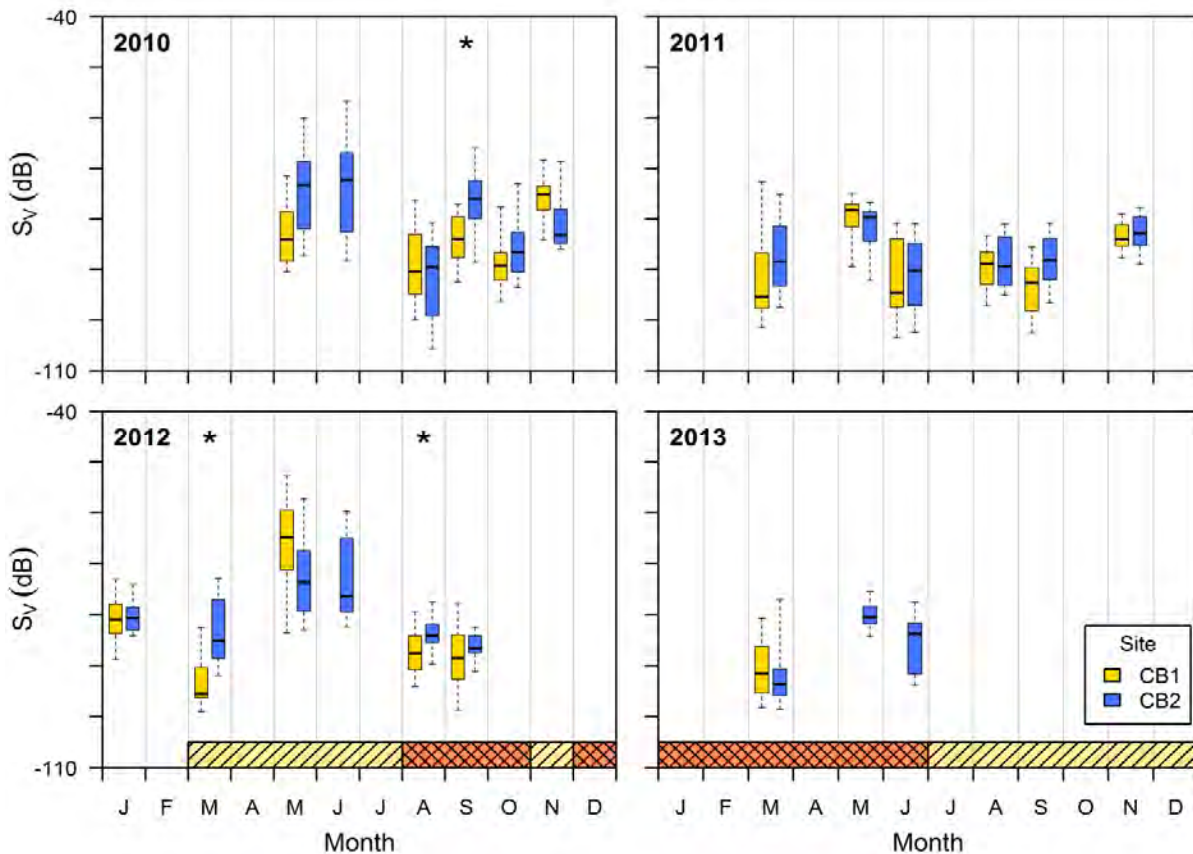 -40
2010
*
2011
Sv (dB)
-110
-40
2012
*
*
2013
Sv (dB)
Site
CB1
CB2
-110
J F M A M J J A S O N D
J F M A M J J A S O N D
Month
Month